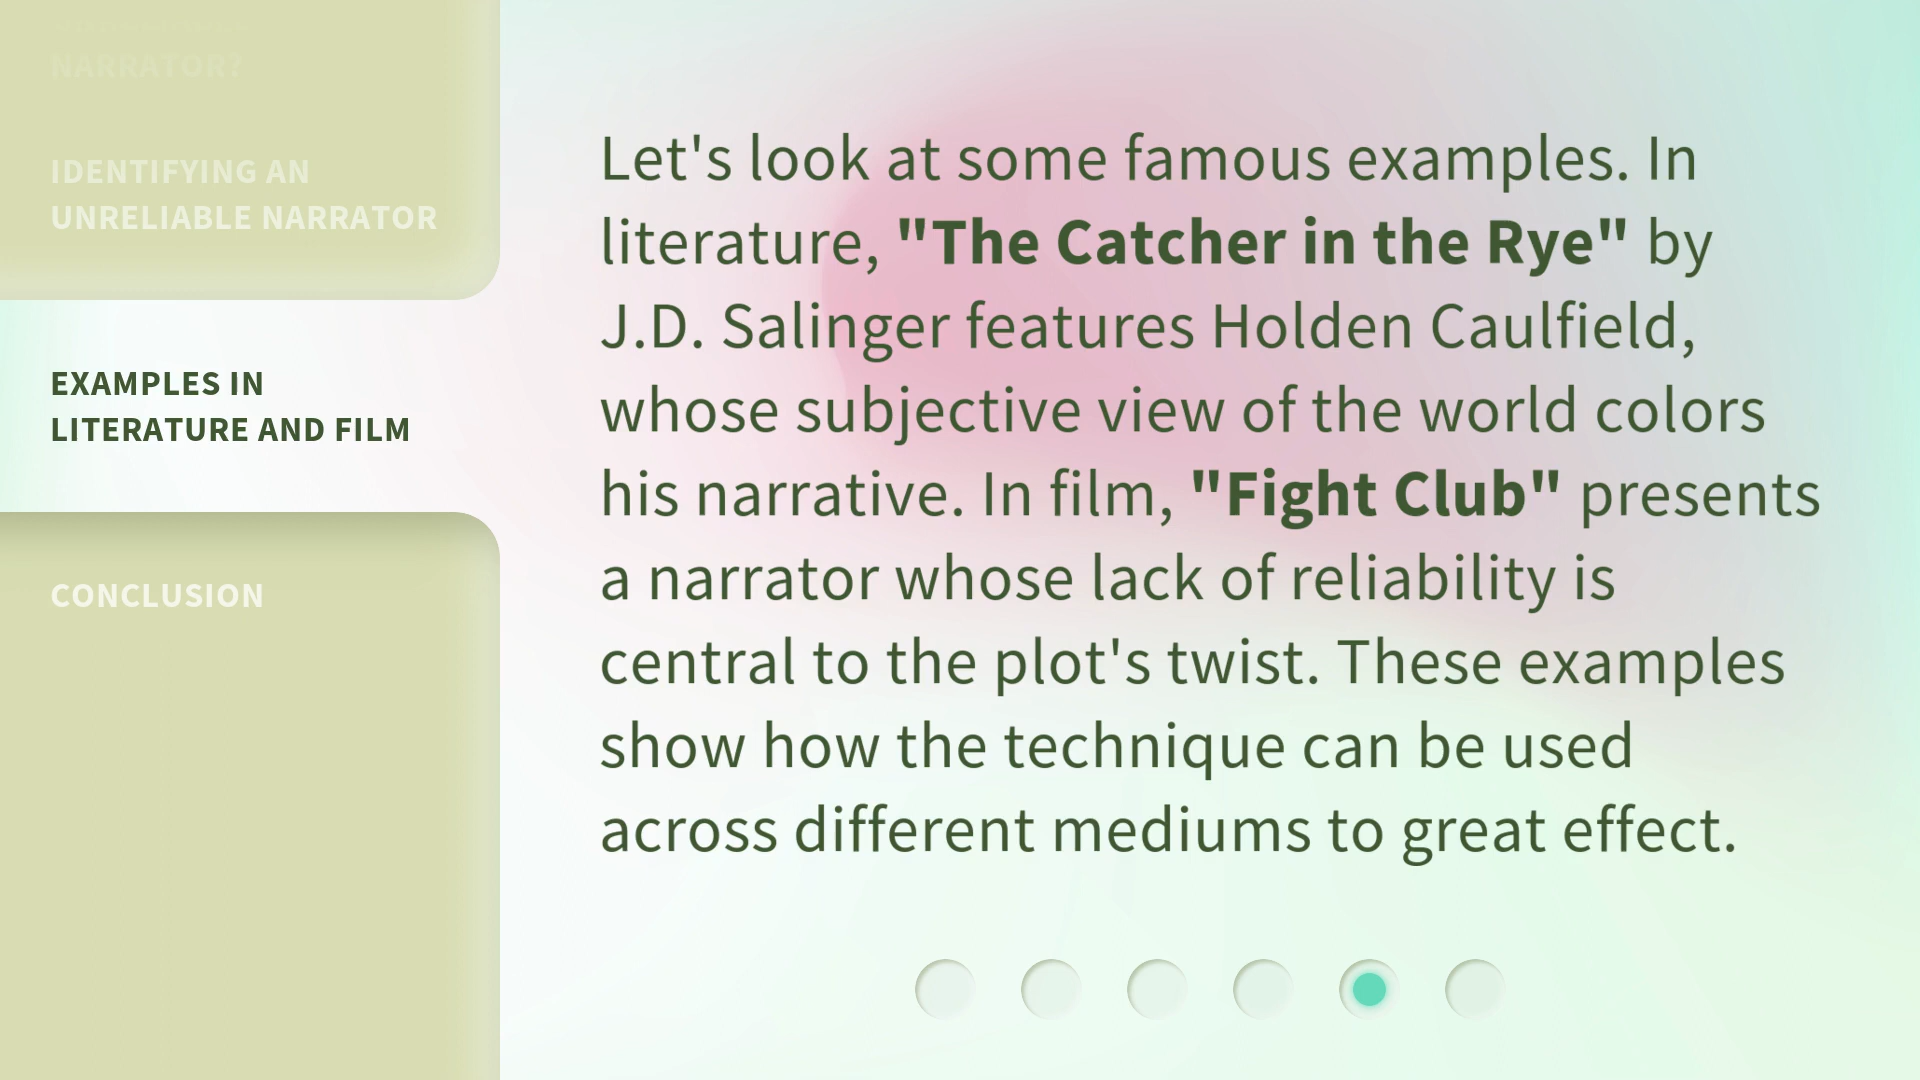 NARRATOR?
IDENTIFYING AN
UNRELIABLE NARRATOR
EXAMPLES IN
LITERATURE AND FILM
CONCLUSION
Let's look at some famous examples. In
literature, "The Catcher in the Rye" by
J.D. Salinger features Holden Caulfield,
whose subjective view of the world colors
his narrative. In film, "Fight Club" presents
a narrator whose lack of reliability is
central to the plot's twist. These examples
show how the technique can be used
across different mediums to great effect.